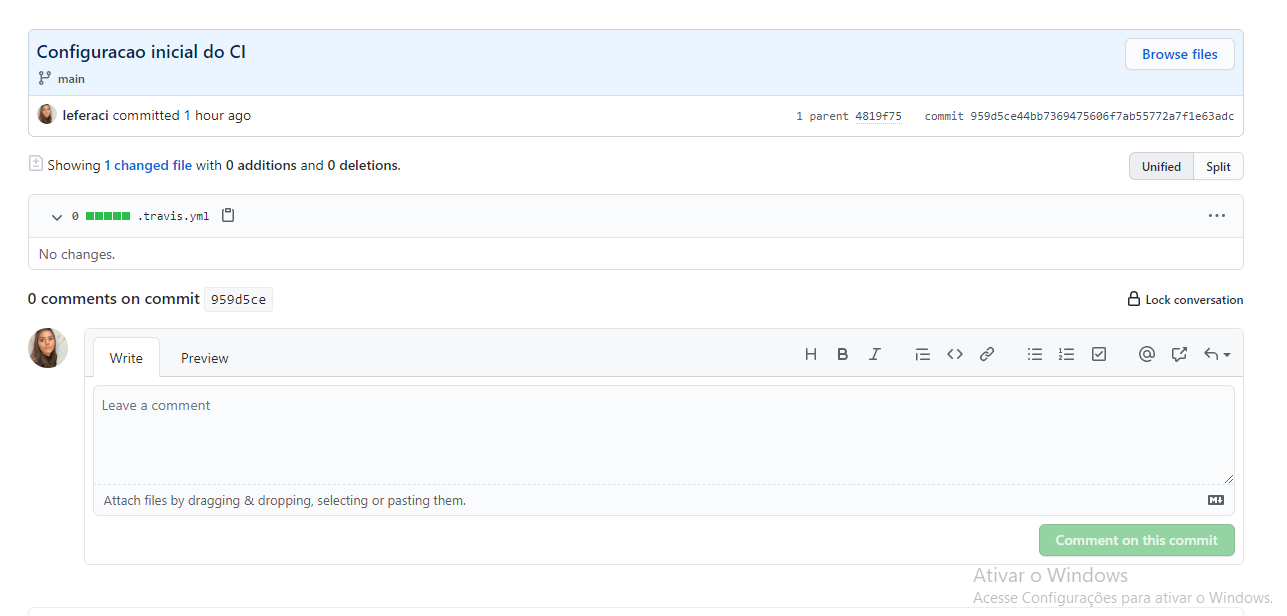 Configuracao inicial do CI
Browse files
main
leferaci committed 1 hour ago
1 parent 4819f75 commit 959d5ce44bb7369475606f7ab55772a7f1e63adc
Showing 1 changed file with 0 additions and 0 deletions.
Unified Split
0 .travis.yml
No changes.
0 comments on commit 959d5ce
Lock conversation
Write Preview
Leave a comment
Attach files by dragging & dropping, selecting or pasting them.
Comment on this commit
Ativar o Windows
Acesse Configurações para ativar o Windows.